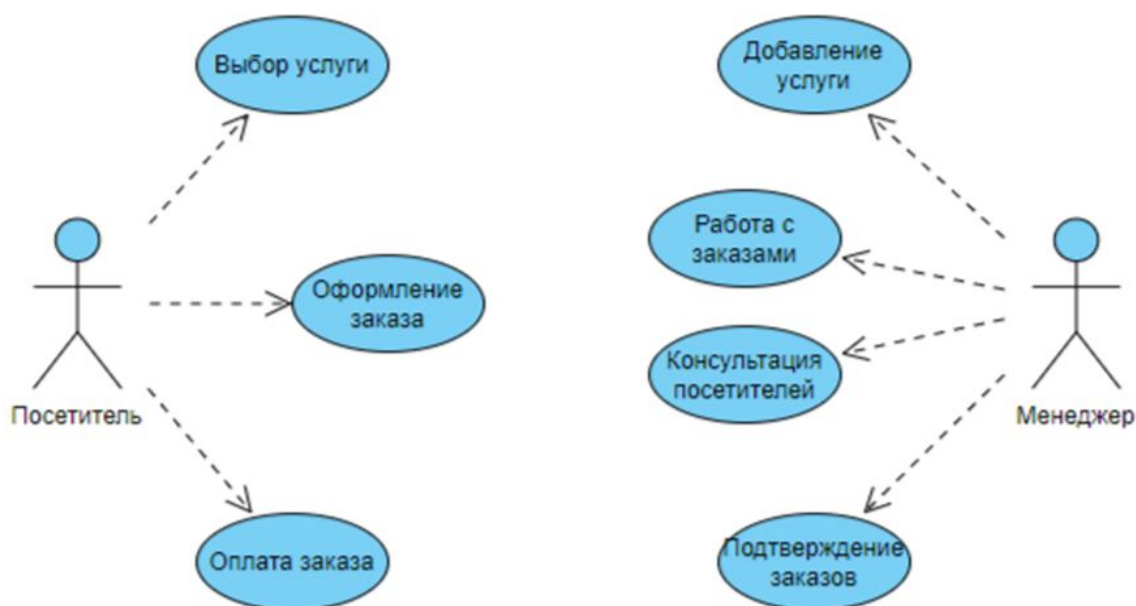 Выбор услуги
Добавление
услуги
Работа с
заказами
Оформление
заказа
Консультация
посетителей
Посетитель
Менеджер
Оплата заказа
Подтверждение
заказов